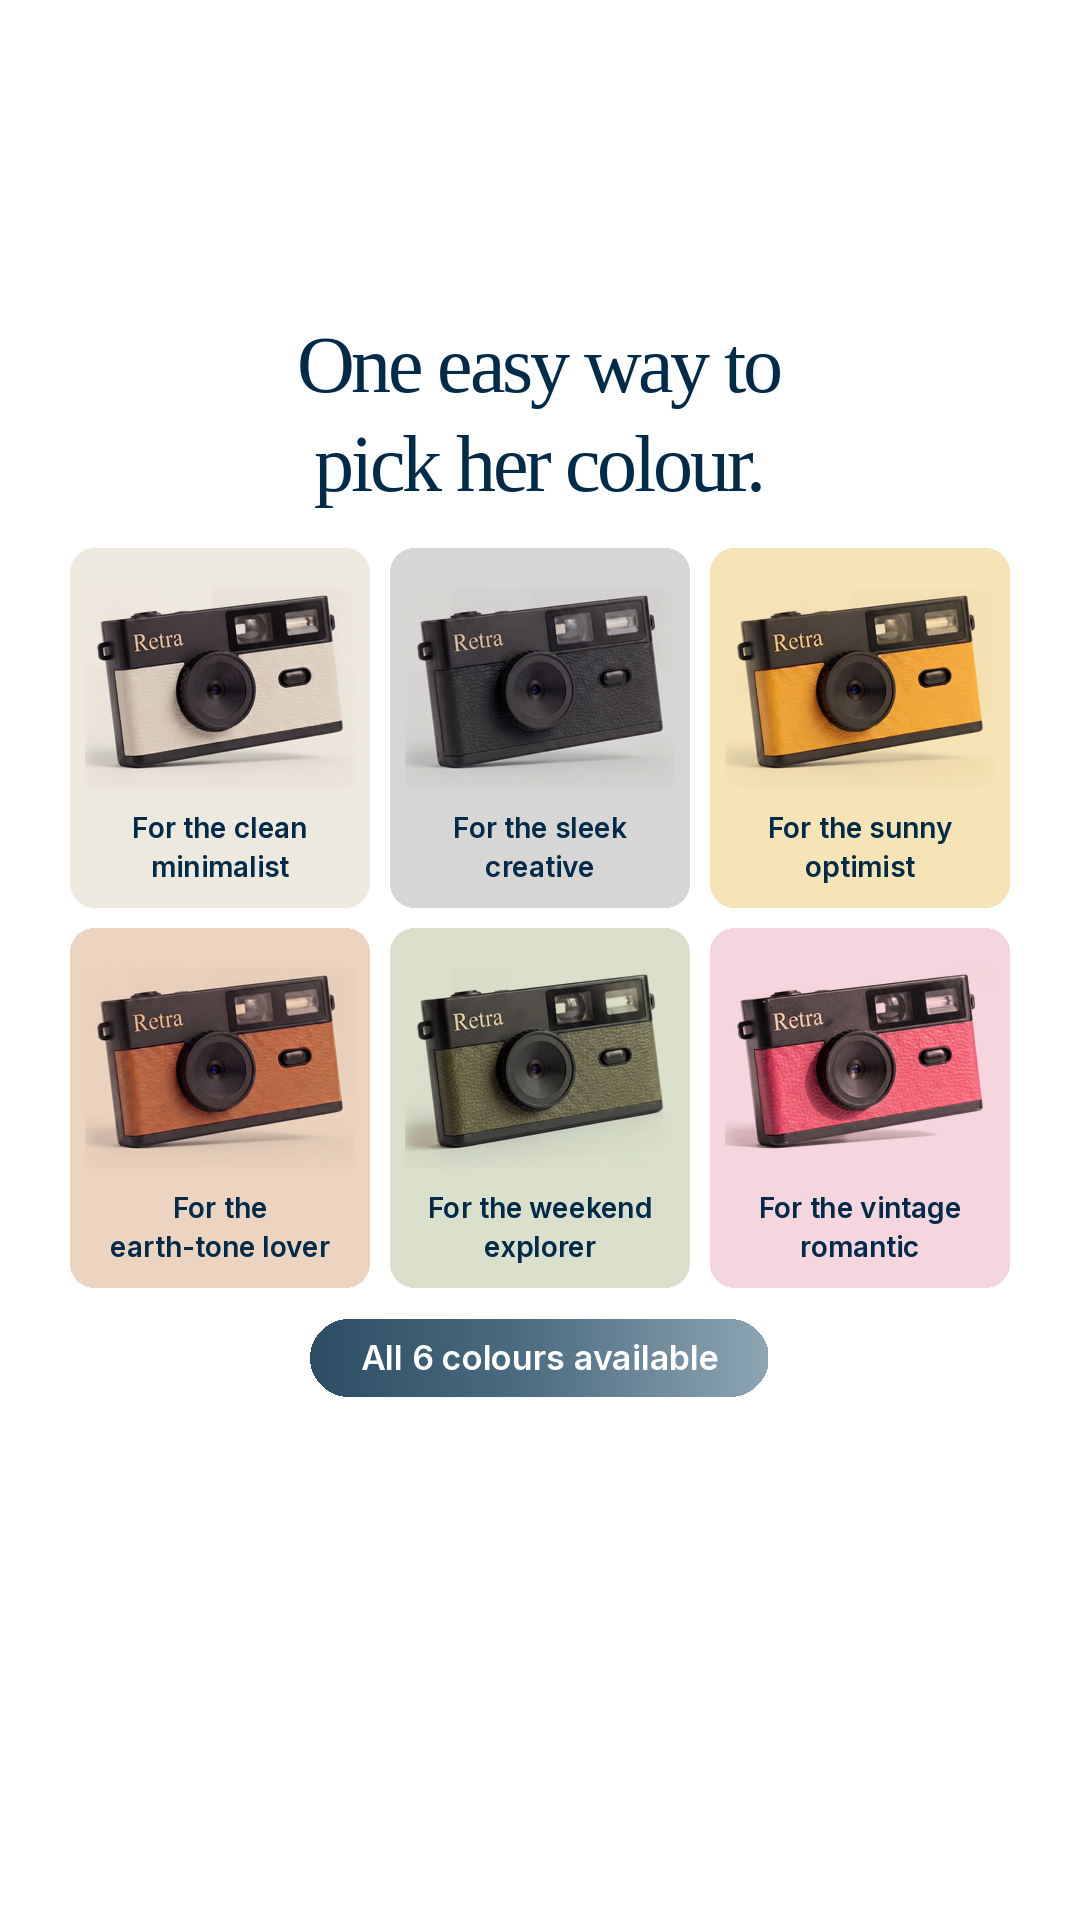 One easy way to
pick her colour.
Retra
Retra
Retra
For the clean
minimalist
For the sleek
creative
For the sunny
optimist
Retra
Retra
Retra
For the
earth-tone lover
For the weekend
explorer
For the vintage
romantic
All 6 colours available